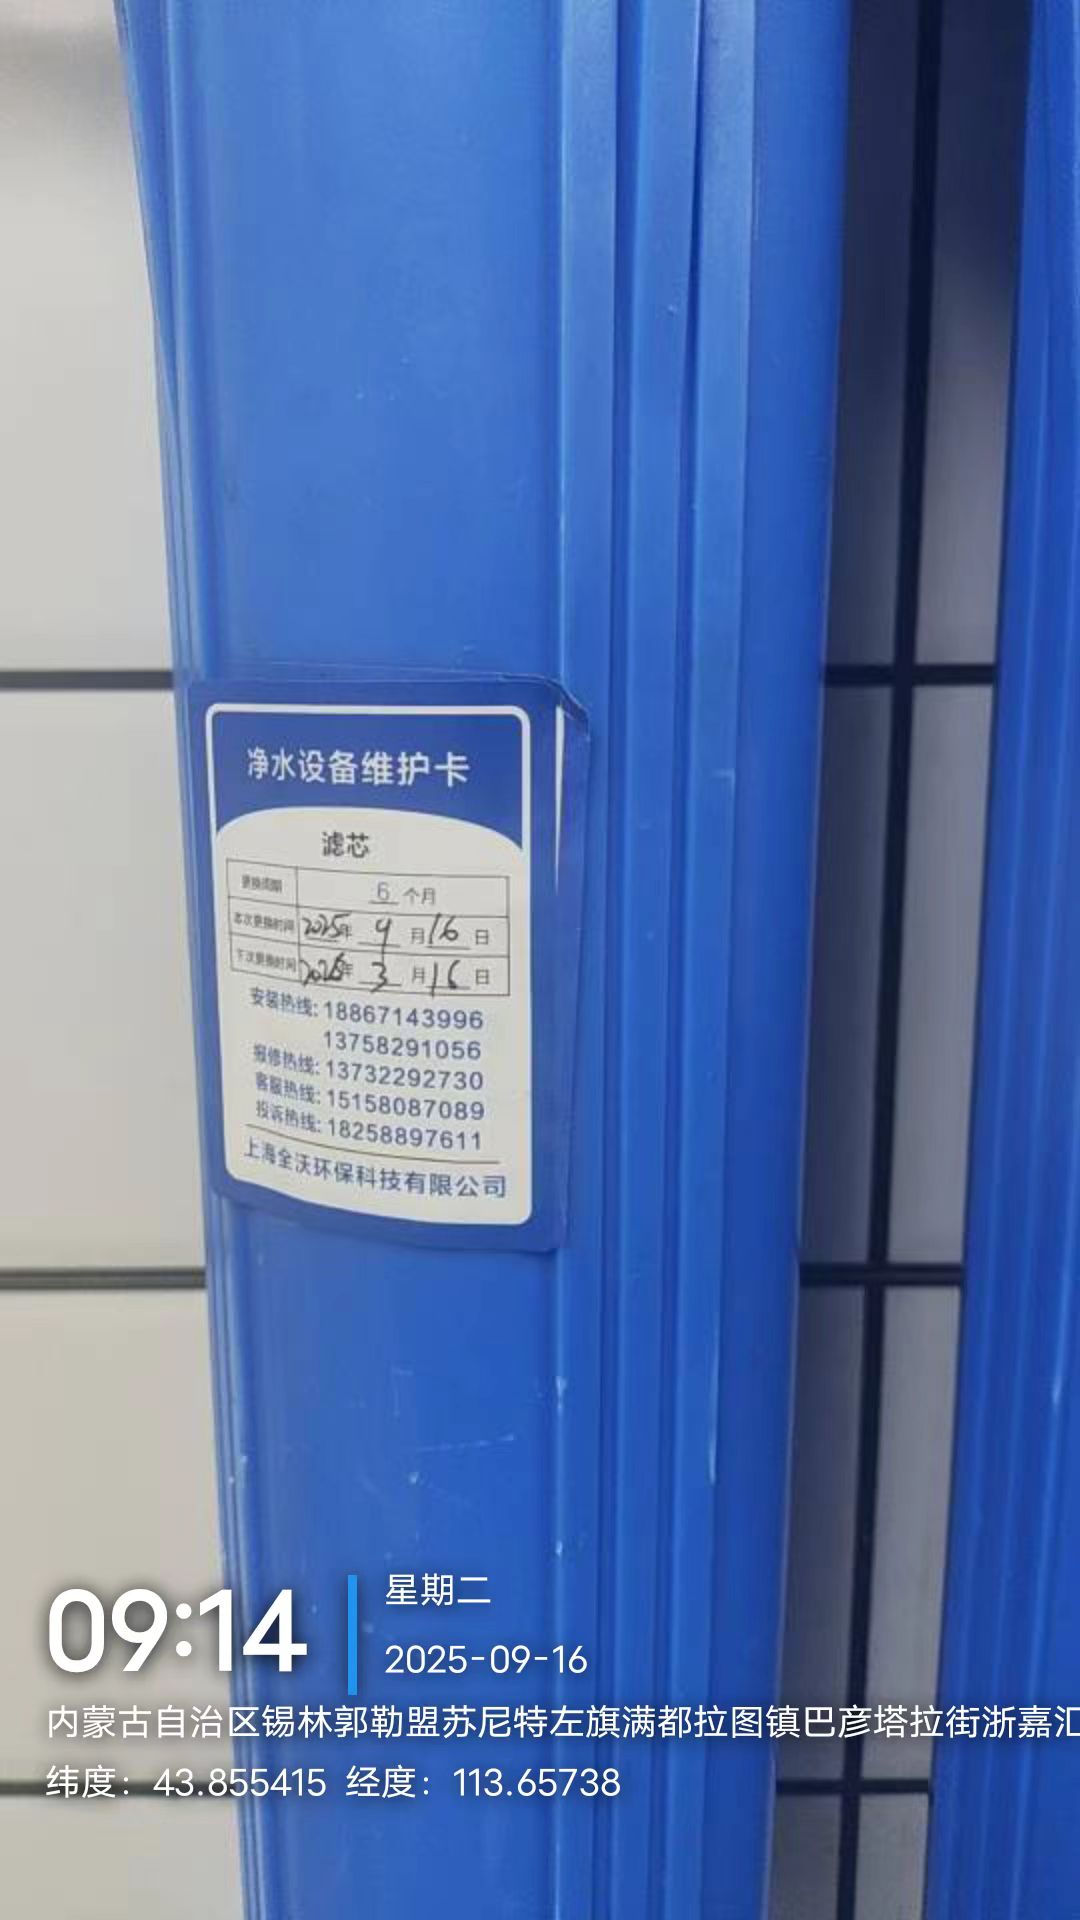 净水设备维护卡
滤芯
更换周期 6 个月
本次更换时间 2025年 9 月 16 日
下次更换时间 2026年 3 月 16 日
安装热线: 18867143996
13758291056
报修热线: 13732292730
客服热线: 15158087089
投诉热线: 18258897611
上海全沃环保科技有限公司
09:14
星期二
2025-09-16
内蒙古自治区锡林郭勒盟苏尼特左旗满都拉图镇巴彦塔拉街浙嘉汇
纬度: 43.855415 经度: 113.65738